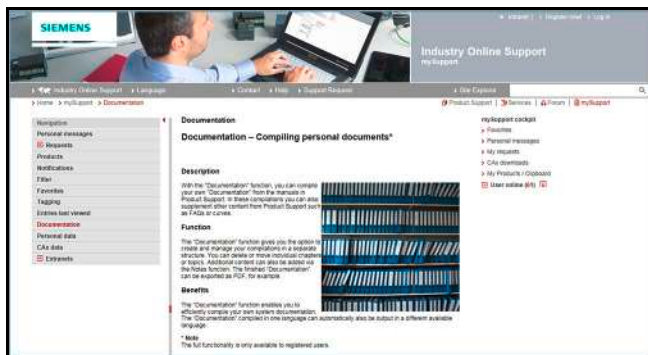 SIEMENS
Intranet | Register now! Log in
Industry Online Support
mySupport
Industry Online Support Language Contact Help Support Request Site Explorer
Home mySupport Documentation
Product Support | Services | Forum | mySupport
Navigation
Personal messages
Requests
Products
Notifications
Filter
Favorites
Tagging
Entries last viewed
Documentation
Personal data
CAx data
Extranets
Documentation
Documentation – Compiling personal documents*
Description
With the "Documentation" function, you can compile
your own "Documentation" from the manuals in
Product Support. In these compilations you can also
supplement other content from Product Support such
as FAQs or curves.
Function
The "Documentation" function gives you the option to
create and manage your compilations in a separate
structure. You can delete or move individual chapters
or topics. Additional content can also be added via
the Notes function. The finished "Documentation"
can be exported as PDF, for example.
Benefits
The "Documentation" function enables you to
efficiently compile your own system documentation.
The "Documentation" compiled in one language can automatically also be output in a different available
language.
* Note
The full functionality is only available to registered users.
mySupport cockpit
Favorites
Personal messages
My requests
CAx downloads
My Products / Clipboard
User online